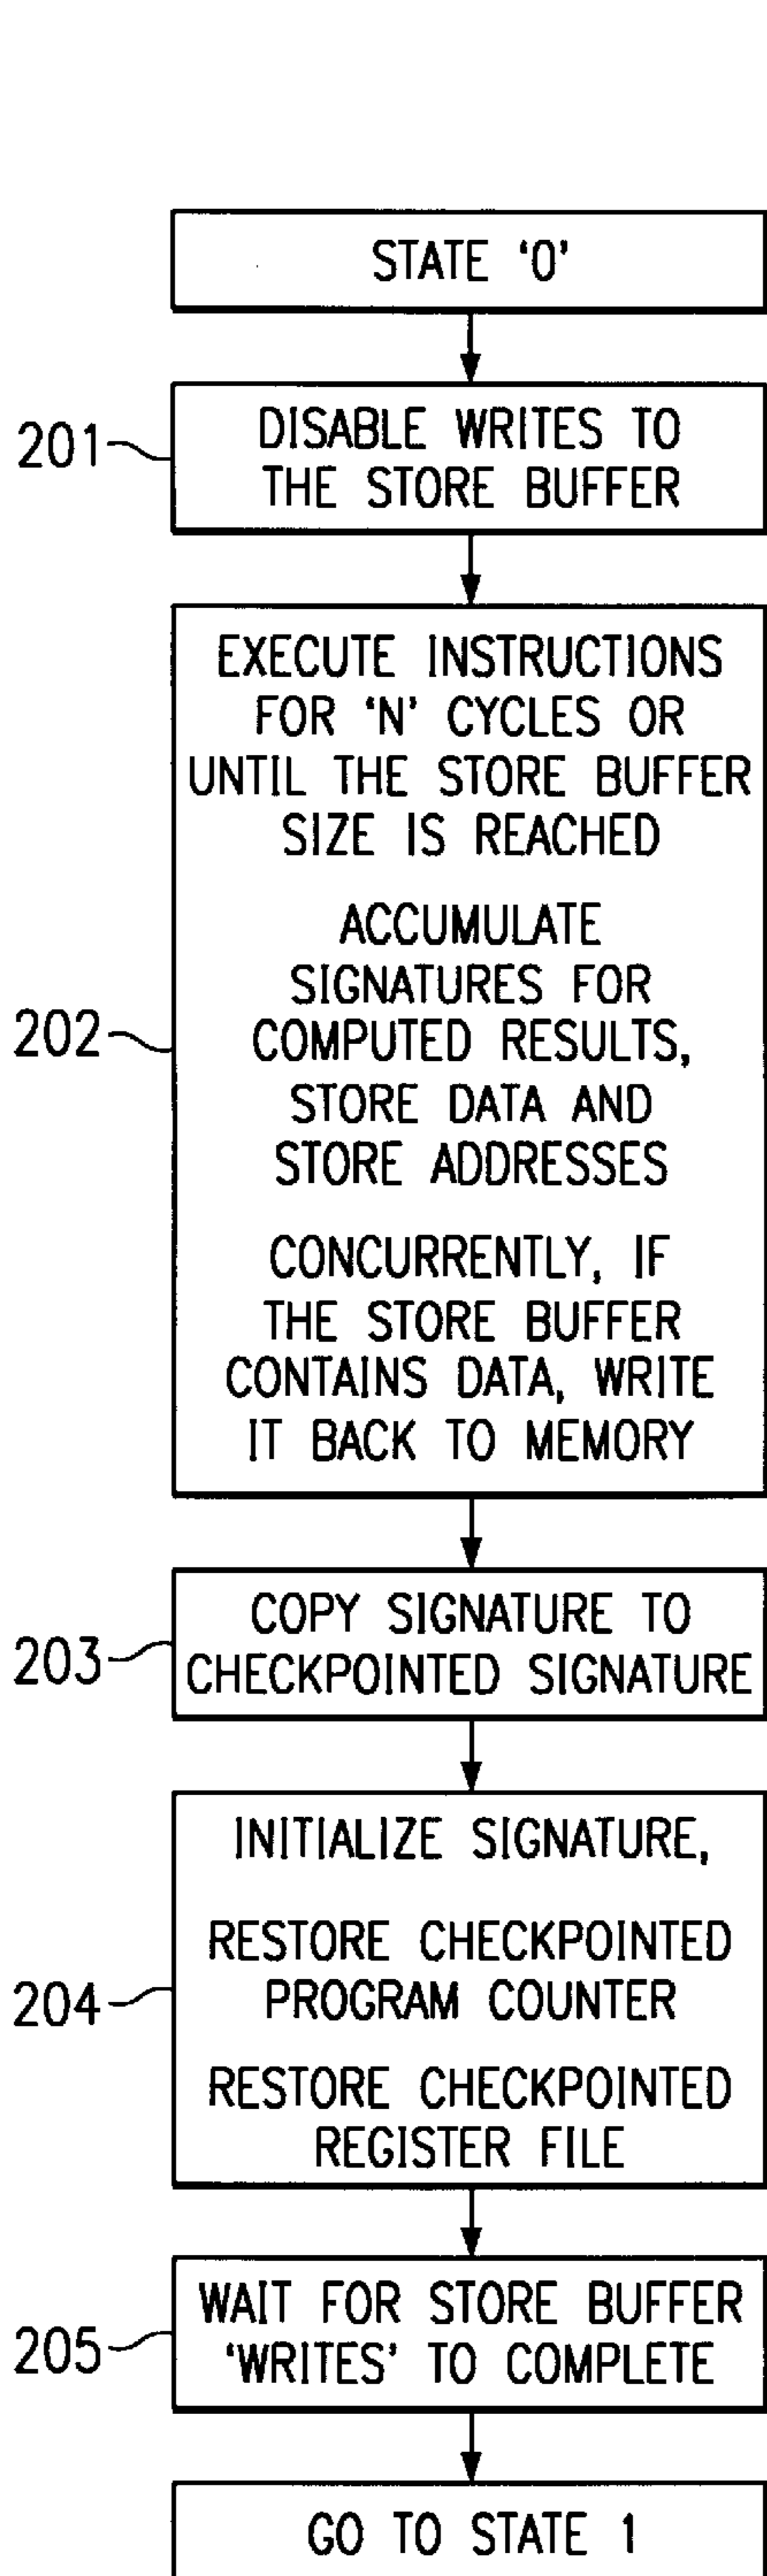 STATE ‘0’
201
DISABLE WRITES TO
THE STORE BUFFER
202
EXECUTE INSTRUCTIONS
FOR ‘N’ CYCLES OR
UNTIL THE STORE BUFFER
SIZE IS REACHED
ACCUMULATE
SIGNATURES FOR
COMPUTED RESULTS,
STORE DATA AND
STORE ADDRESSES
CONCURRENTLY, IF
THE STORE BUFFER
CONTAINS DATA, WRITE
IT BACK TO MEMORY
203
COPY SIGNATURE TO
CHECKPOINTED SIGNATURE
204
INITIALIZE SIGNATURE,
RESTORE CHECKPOINTED
PROGRAM COUNTER
RESTORE CHECKPOINTED
REGISTER FILE
205
WAIT FOR STORE BUFFER
‘WRITES’ TO COMPLETE
GO TO STATE 1